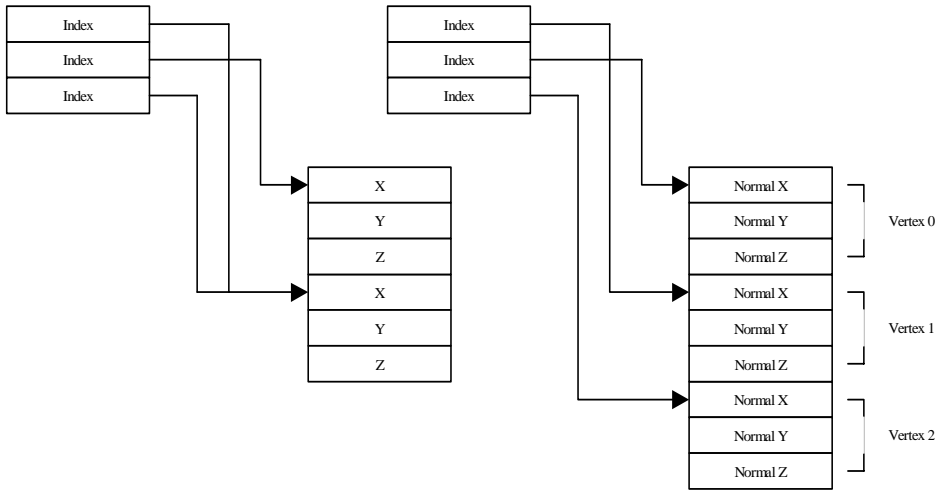 Index
Index
Index
Index
Index
Index
X
Y
Z
X
Y
Z
Normal X
Normal Y
Normal Z
Normal X
Normal Y
Normal Z
Normal X
Normal Y
Normal Z
Vertex 0
Vertex 1
Vertex 2